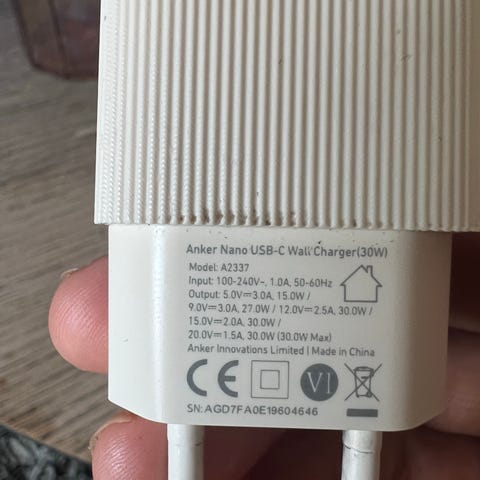 Anker Nano USB-C Wall Charger(30W)
Model: A2337
Input: 100-240V~, 1.0A, 50-60Hz
Output: 5.0V⎓3.0A, 15.0W /
9.0V⎓3.0A, 27.0W / 12.0V⎓2.5A, 30.0W /
15.0V⎓2.0A, 30.0W /
20.0V⎓1.5A, 30.0W (30.0W Max)
Anker Innovations Limited | Made in China
CE VI
SN: AGD7FA0E19604646